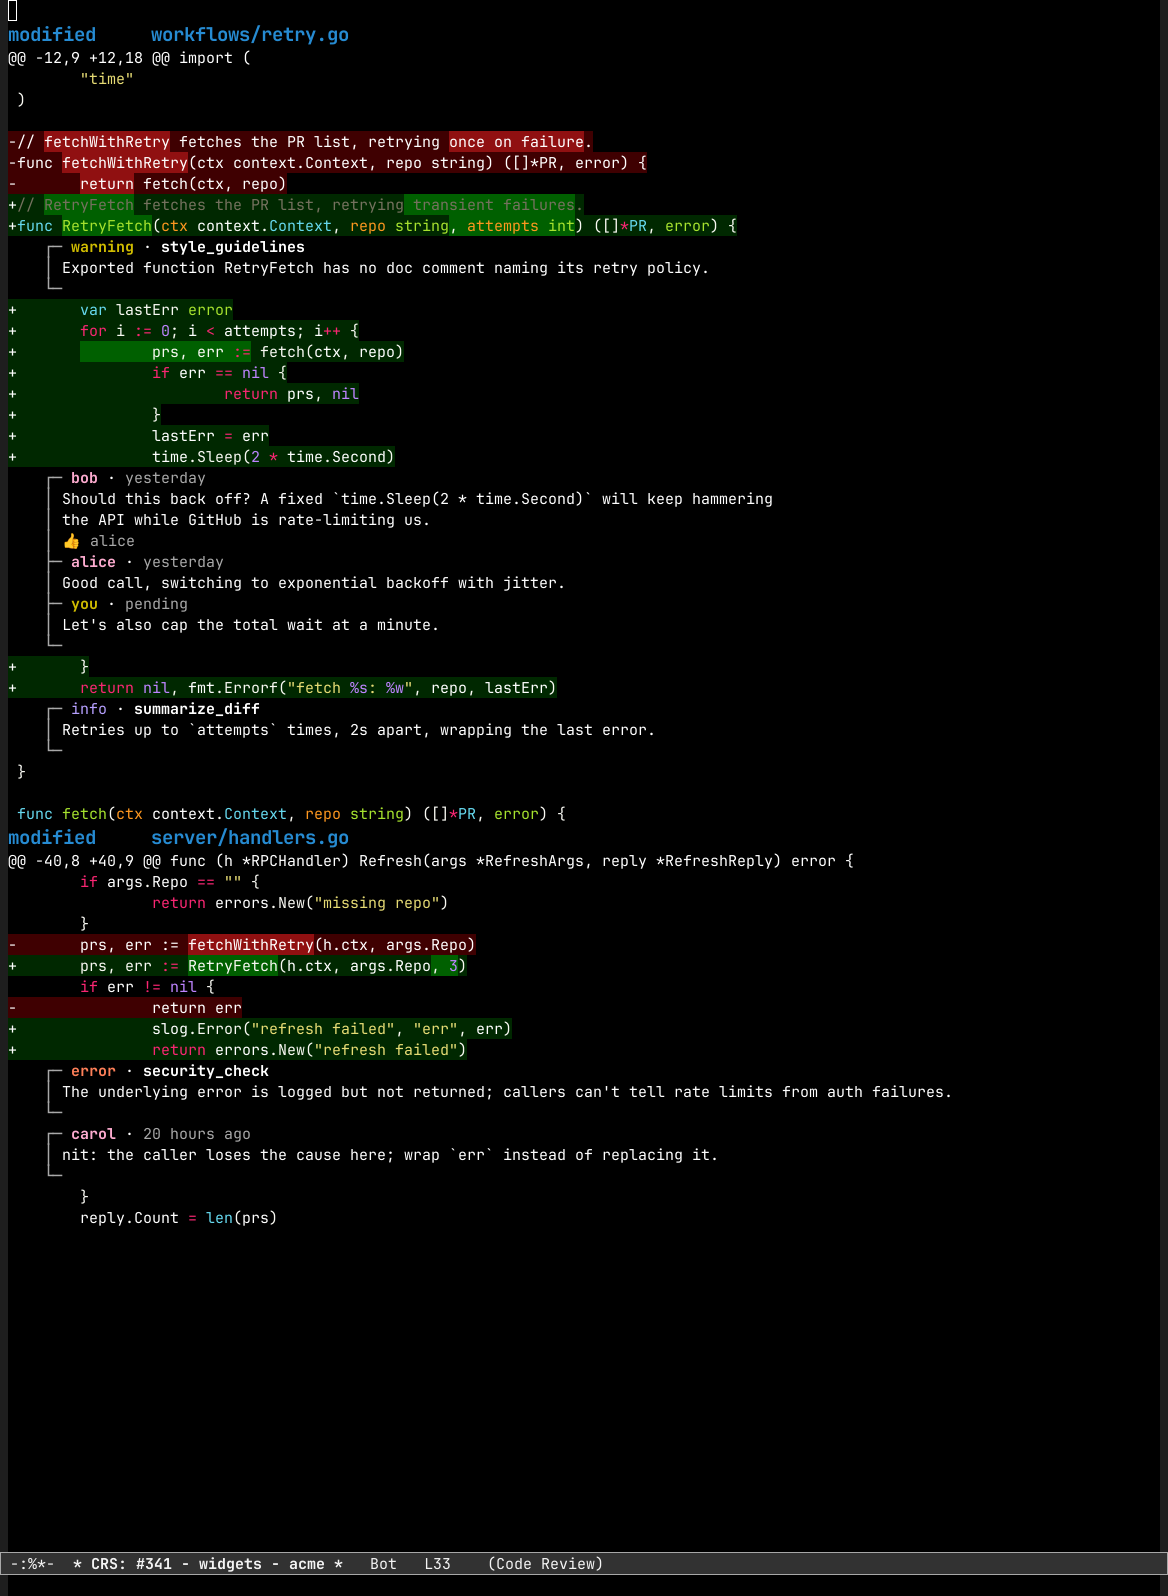 modified     workflows/retry.go
@@ -12,9 +12,18 @@ import (
        "time"
 )
-// fetchWithRetry fetches the PR list, retrying once on failure.
-func fetchWithRetry(ctx context.Context, repo string) ([]*PR, error) {
-       return fetch(ctx, repo)
+// RetryFetch fetches the PR list, retrying transient failures.
+func RetryFetch(ctx context.Context, repo string, attempts int) ([]*PR, error) {
    ┌─ warning · style_guidelines
    │ Exported function RetryFetch has no doc comment naming its retry policy.
    └─
+       var lastErr error
+       for i := 0; i < attempts; i++ {
+               prs, err := fetch(ctx, repo)
+               if err == nil {
+                       return prs, nil
+               }
+               lastErr = err
+               time.Sleep(2 * time.Second)
    ┌─ bob · yesterday
    │ Should this back off? A fixed `time.Sleep(2 * time.Second)` will keep hammering
    │ the API while GitHub is rate-limiting us.
    │ 👍 alice
    ├─ alice · yesterday
    │ Good call, switching to exponential backoff with jitter.
    ├─ you · pending
    │ Let's also cap the total wait at a minute.
    └─
+       }
+       return nil, fmt.Errorf("fetch %s: %w", repo, lastErr)
    ┌─ info · summarize_diff
    │ Retries up to `attempts` times, 2s apart, wrapping the last error.
    └─
 }
 func fetch(ctx context.Context, repo string) ([]*PR, error) {
modified     server/handlers.go
@@ -40,8 +40,9 @@ func (h *RPCHandler) Refresh(args *RefreshArgs, reply *RefreshReply) error {
        if args.Repo == "" {
                return errors.New("missing repo")
        }
-       prs, err := fetchWithRetry(h.ctx, args.Repo)
+       prs, err := RetryFetch(h.ctx, args.Repo, 3)
        if err != nil {
-               return err
+               slog.Error("refresh failed", "err", err)
+               return errors.New("refresh failed")
    ┌─ error · security_check
    │ The underlying error is logged but not returned; callers can't tell rate limits from auth failures.
    └─
    ┌─ carol · 20 hours ago
    │ nit: the caller loses the cause here; wrap `err` instead of replacing it.
    └─
        }
        reply.Count = len(prs)
-:%*-  * CRS: #341 - widgets - acme *   Bot   L33    (Code Review)